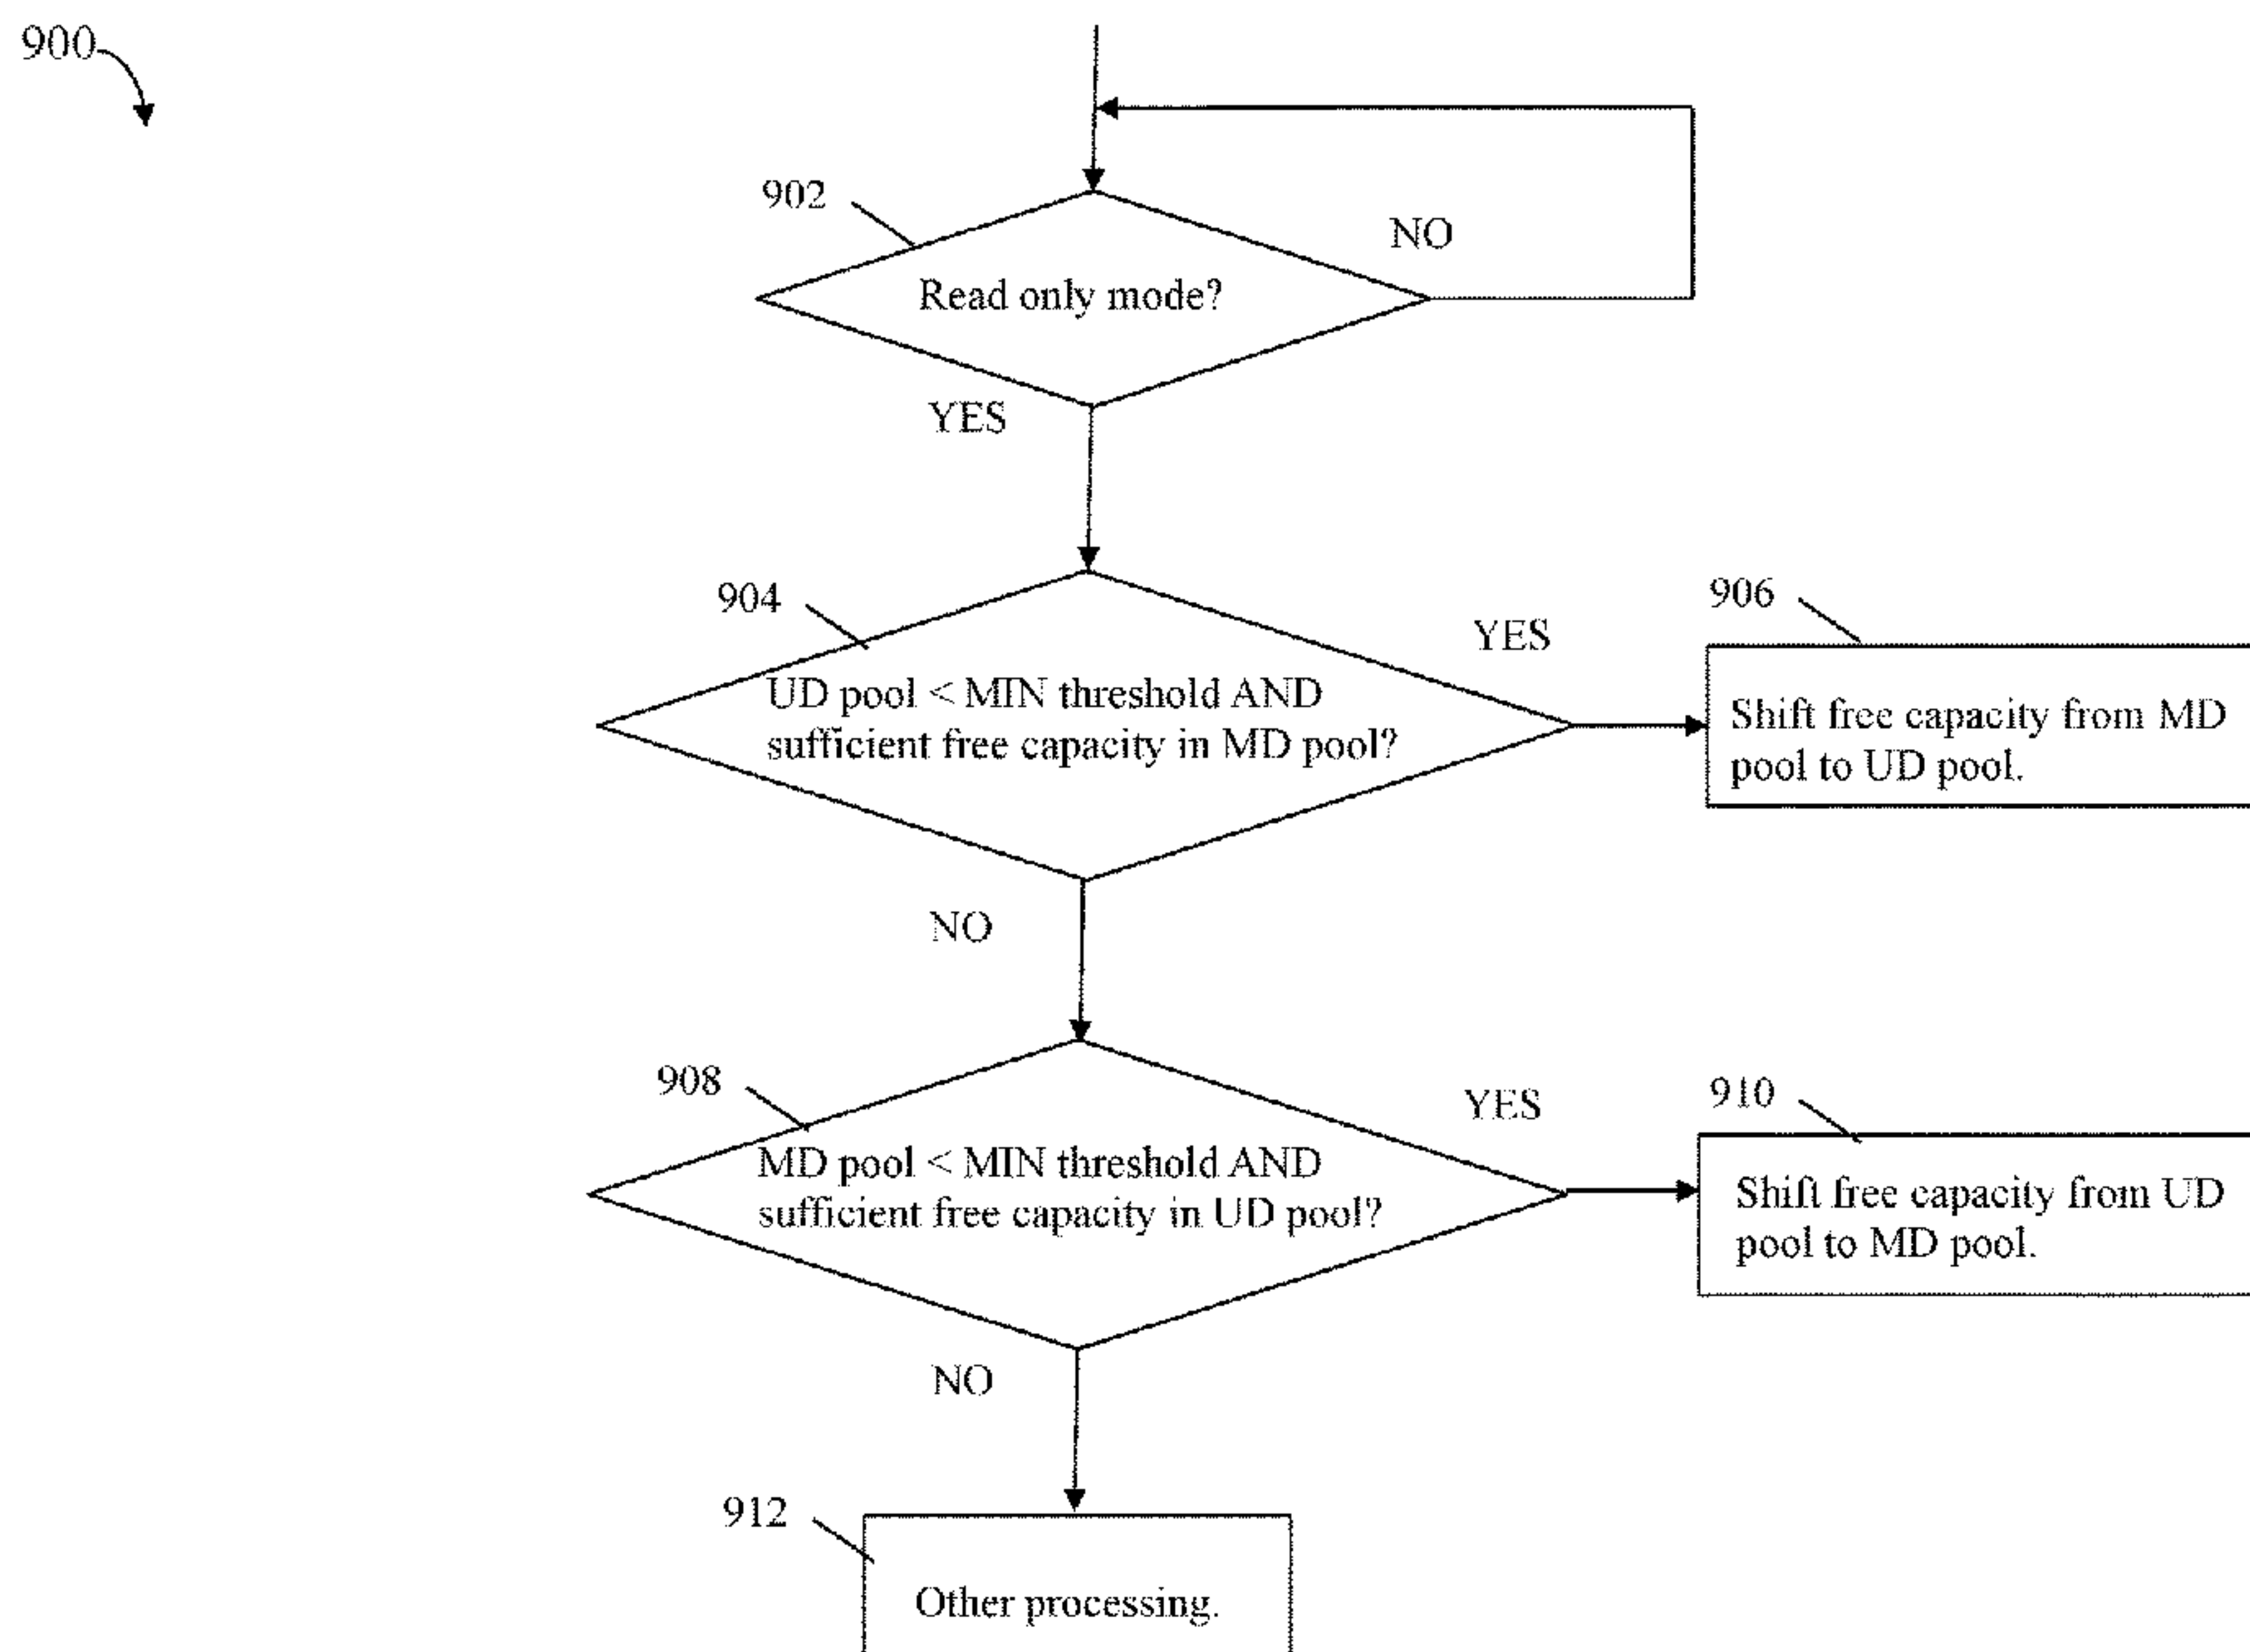 900
902
NO
Read only mode?
YES
904
YES
906
UD pool < MIN threshold AND
sufficient free capacity in MD pool?
Shift free capacity from MD
pool to UD pool.
NO
908
YES
910
MD pool < MIN threshold AND
sufficient free capacity in UD pool?
Shift free capacity from UD
pool to MD pool.
NO
912
Other processing.